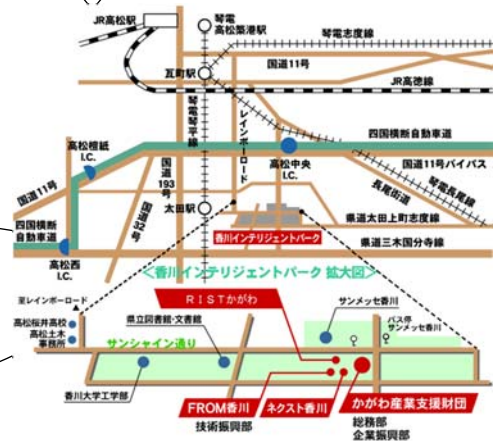 JR高松駅
琴電
高松築港駅
琴電志度線
国道11号
瓦町駅
JR高徳線
琴電琴平線
レインボーロード
四国横断自動車道
高松檀紙
I.C.
高松中央
I.C.
国道11号バイパス
国道11号
国道
193号
国道32号
長尾街道
琴電長尾線
太田駅
県道太田上町志度線
四国横断
自動車道
香川インテリジェントパーク
県道三木国分寺線
高松西
I.C.
<香川インテリジェントパーク 拡大図>
至レインボーロード
RISTかがわ
サンメッセ香川
高松桜井高校
高松土木
事務所
県立図書館・文書館
バス停
サンメッセ香川
サンシャイン通り
香川大学工学部
FROM香川
ネクスト香川
かがわ産業支援財団
技術振興部
総務部
企業振興部